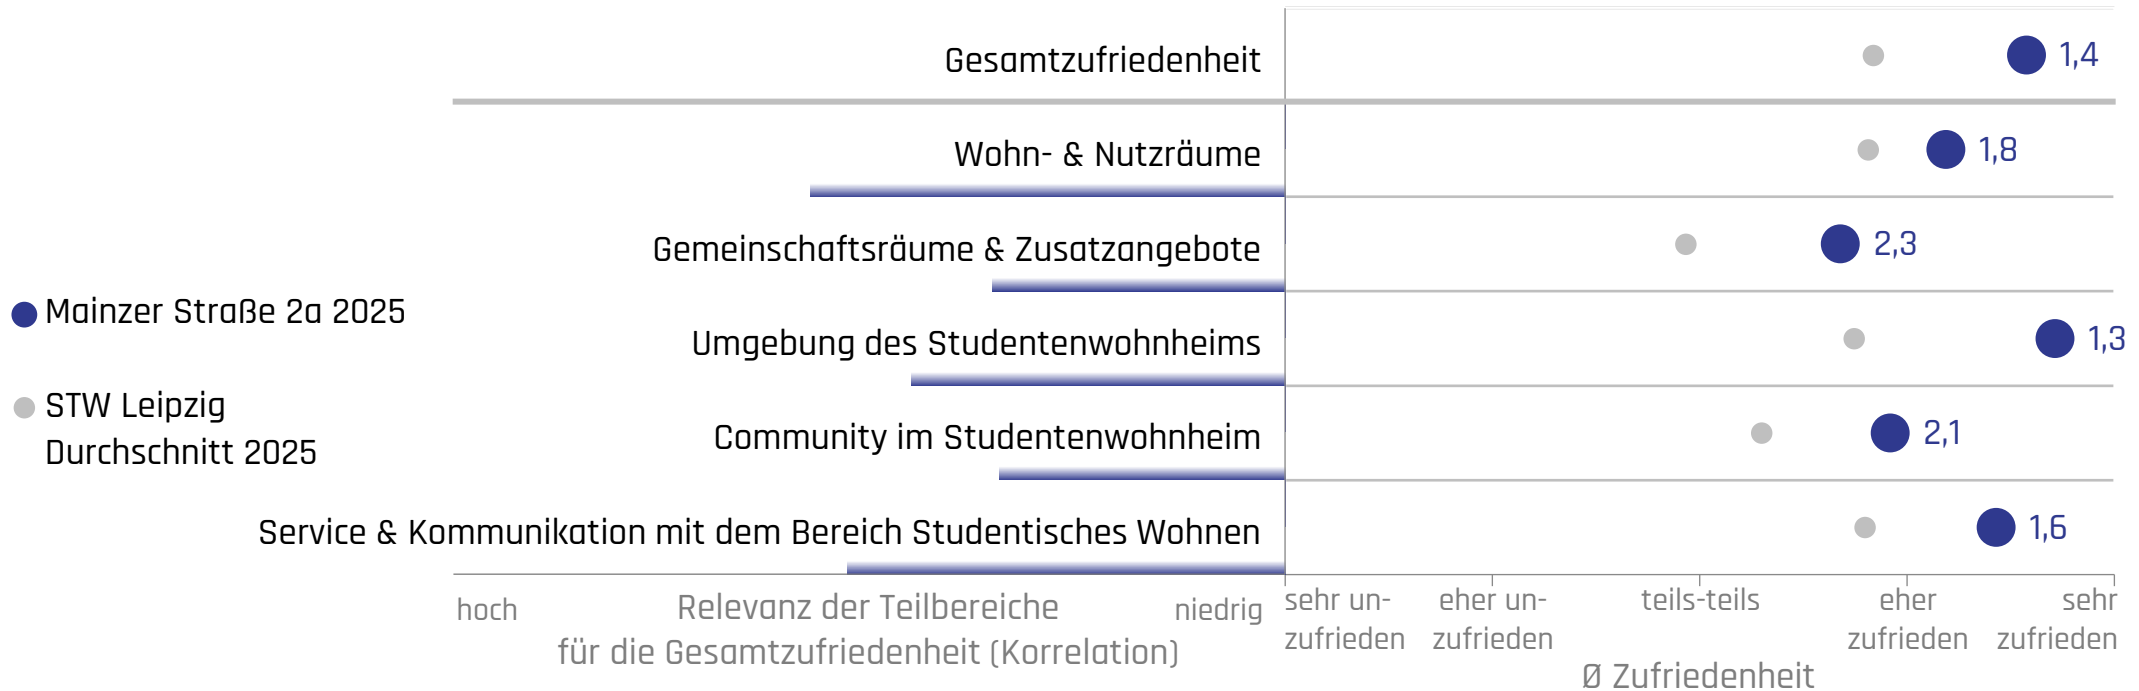 Gesamtzufriedenheit
1,4
Wohn- & Nutzräume
1,8
Gemeinschaftsräume & Zusatzangebote
2,3
Mainzer Straße 2a 2025
Umgebung des Studentenwohnheims
1,3
STW Leipzig
Durchschnitt 2025
Community im Studentenwohnheim
2,1
Service & Kommunikation mit dem Bereich Studentisches Wohnen
1,6
hoch
Relevanz der Teilbereiche
für die Gesamtzufriedenheit (Korrelation)
niedrig
sehr un-
zufrieden
eher un-
zufrieden
teils-teils
eher
zufrieden
sehr
zufrieden
Ø Zufriedenheit